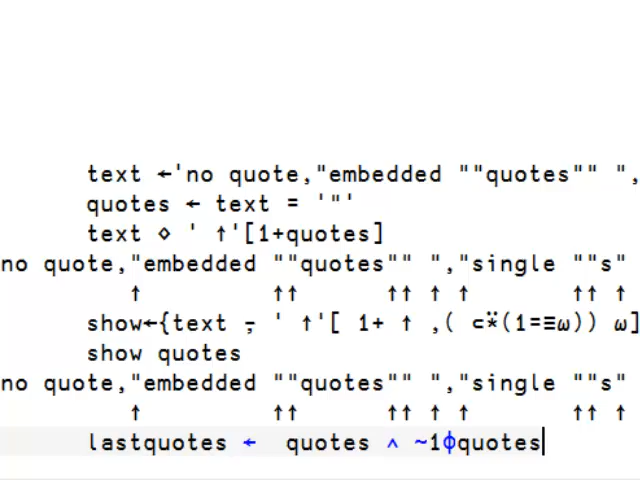 text ←'no quote,"embedded ""quotes"" ",
quotes ← text = '"'
text ⋄ ' ↑'[1+quotes]
no quote,"embedded ""quotes"" ","single ""s"
↑ ↑↑ ↑↑ ↑ ↑ ↑↑ ↑
show←{text ⍪ ' ↑'[ 1+ ↑ ,( ⊂⍣(1=≡⍵)) ⍵]
show quotes
no quote,"embedded ""quotes"" ","single ""s"
↑ ↑↑ ↑↑ ↑ ↑ ↑↑ ↑
lastquotes ← quotes ∧ ~1⌽quotes